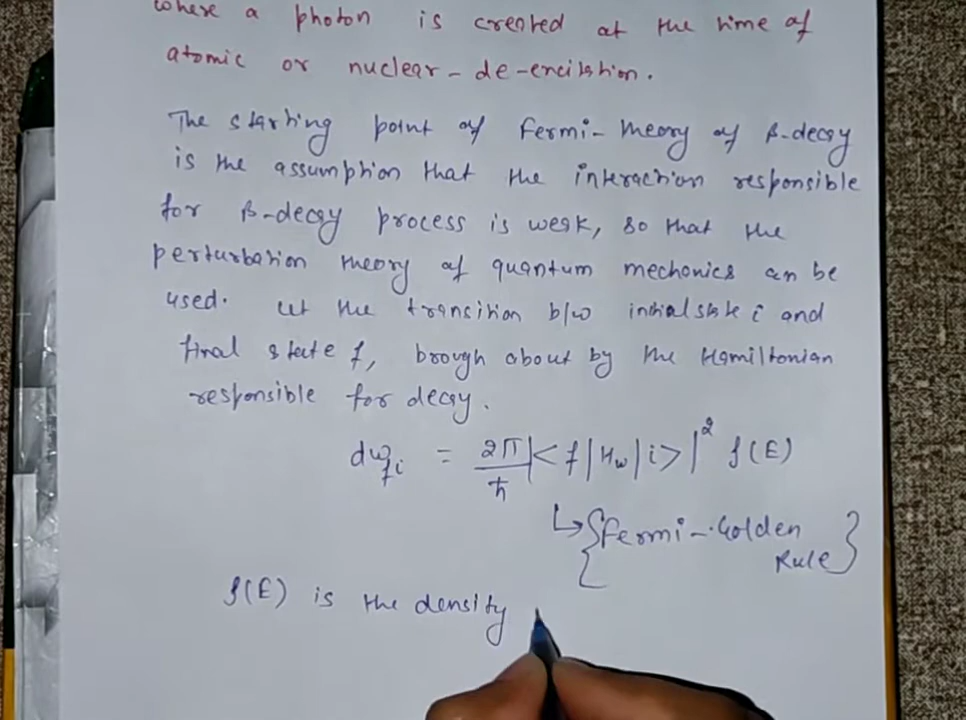 where a photon is created at the time of
atomic or nuclear-de-excitation.
The starting point of Fermi-theory of β-decay
is the assumption that the interaction responsible
for β-decay process is weak, so that the
perturbation theory of quantum mechanics can be
used. Let the transition b/w initial state i and
final state f, brough about by the Hamiltonian
responsible for decay.
dω_fi = 2π/ħ |<f|H_w|i>|² ρ(E)
↳ {Fermi-Golden
Rule}
ρ(E) is the density